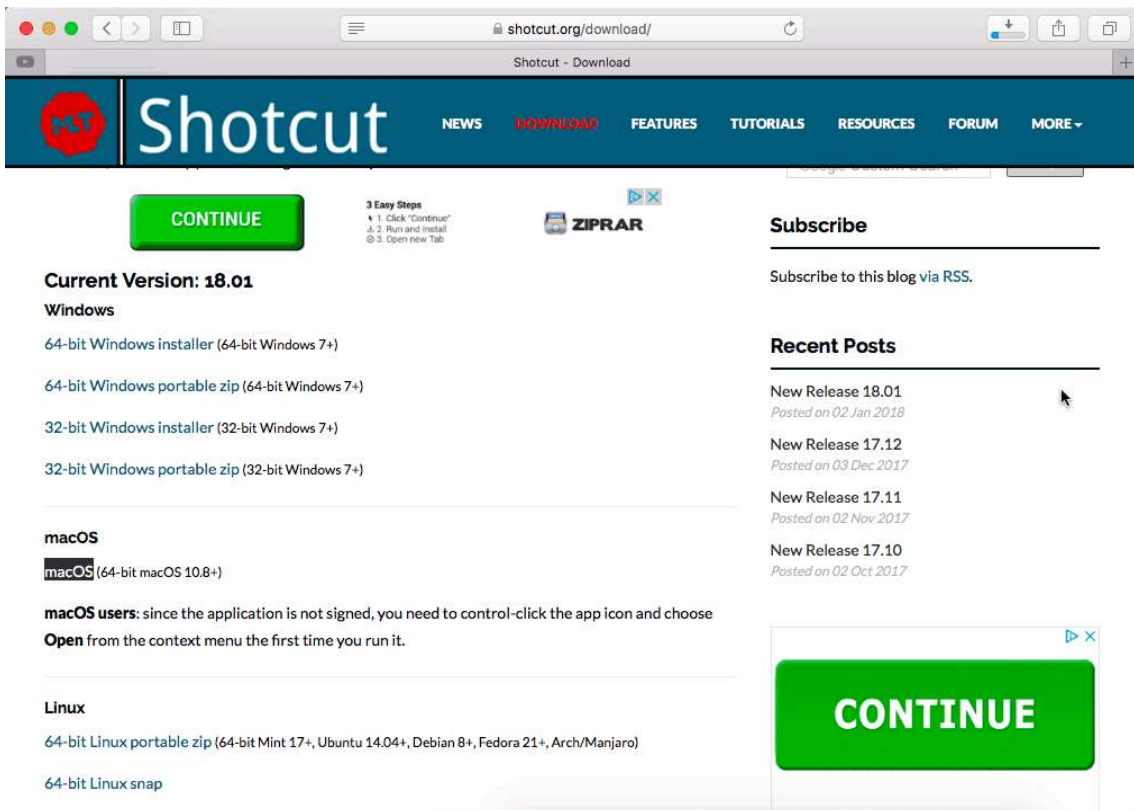 shotcut.org/download/
Shotcut - Download
MLT
Shotcut
NEWS
DOWNLOAD
FEATURES
TUTORIALS
RESOURCES
FORUM
MORE
CONTINUE
3 Easy Steps
1. Click "Continue"
2. Run and Install
3. Open new Tab
ZIPRAR
Current Version: 18.01
Windows
64-bit Windows installer (64-bit Windows 7+)
64-bit Windows portable zip (64-bit Windows 7+)
32-bit Windows installer (32-bit Windows 7+)
32-bit Windows portable zip (32-bit Windows 7+)
macOS
macOS (64-bit macOS 10.8+)
macOS users: since the application is not signed, you need to control-click the app icon and choose
Open from the context menu the first time you run it.
Linux
64-bit Linux portable zip (64-bit Mint 17+, Ubuntu 14.04+, Debian 8+, Fedora 21+, Arch/Manjaro)
64-bit Linux snap
Subscribe
Subscribe to this blog via RSS.
Recent Posts
New Release 18.01
Posted on 02 Jan 2018
New Release 17.12
Posted on 03 Dec 2017
New Release 17.11
Posted on 02 Nov 2017
New Release 17.10
Posted on 02 Oct 2017
CONTINUE